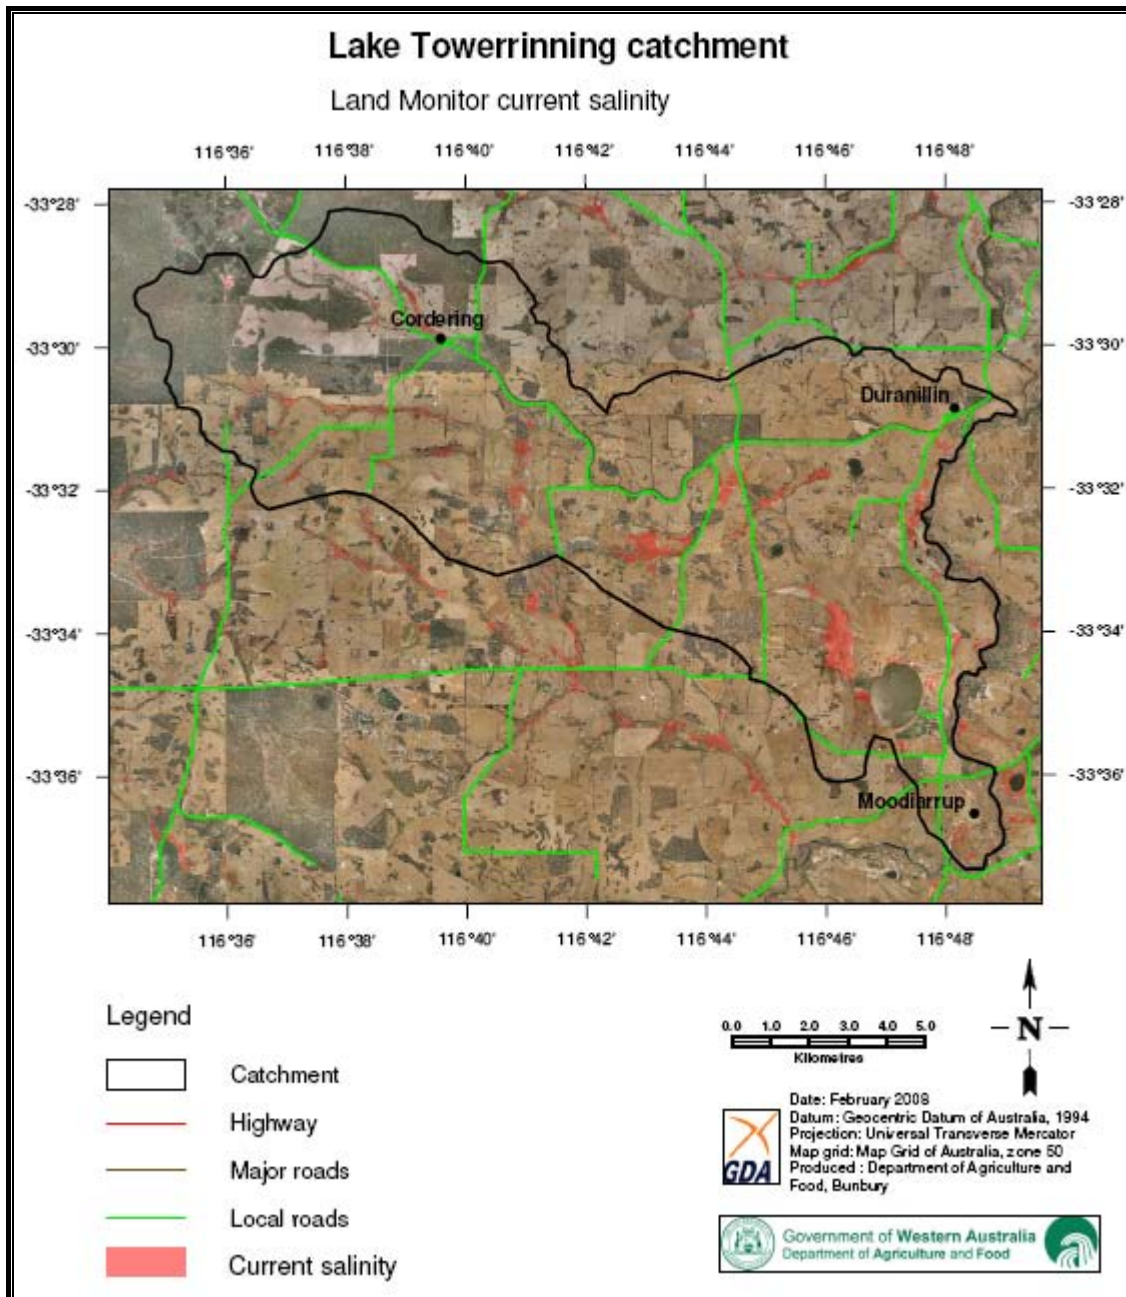 Lake Towerrinning catchment
Land Monitor current salinity
116°36' 116°38' 116°40' 116°42' 116°44' 116°46' 116°48'
-33°28' -33°28'
Cordering
-33°30' -33°30'
Duranillin
-33°32' -33°32'
-33°34' -33°34'
-33°36' -33°36'
Moodiarrup
116°36' 116°38' 116°40' 116°42' 116°44' 116°46' 116°48'
Legend
Catchment
Highway
Major roads
Local roads
Current salinity
0.0 1.0 2.0 3.0 4.0 5.0
Kilometres
N
Date: February 2008
Datum: Geocentric Datum of Australia, 1994
Projection: Universal Transverse Mercator
Map grid: Map Grid of Australia, zone 50
Produced : Department of Agriculture and
Food, Bunbury
GDA
Government of Western Australia
Department of Agriculture and Food